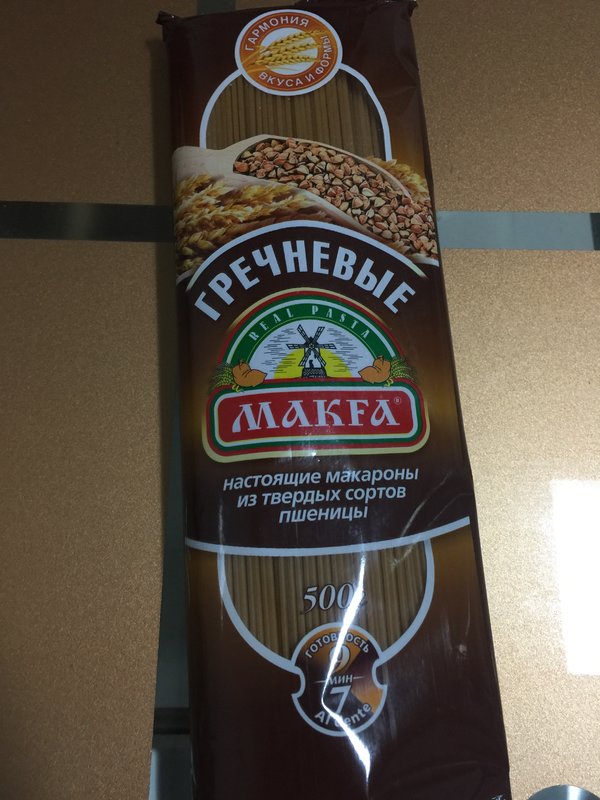 ГАРМОНИЯ
ВКУСА И ФОРМЫ
ГРЕЧНЕВЫЕ
REAL PASTA
МАКFА®
настоящие макароны
из твердых сортов
пшеницы
500г
ГОТОВНОСТЬ
9
МИН
7
Al dente